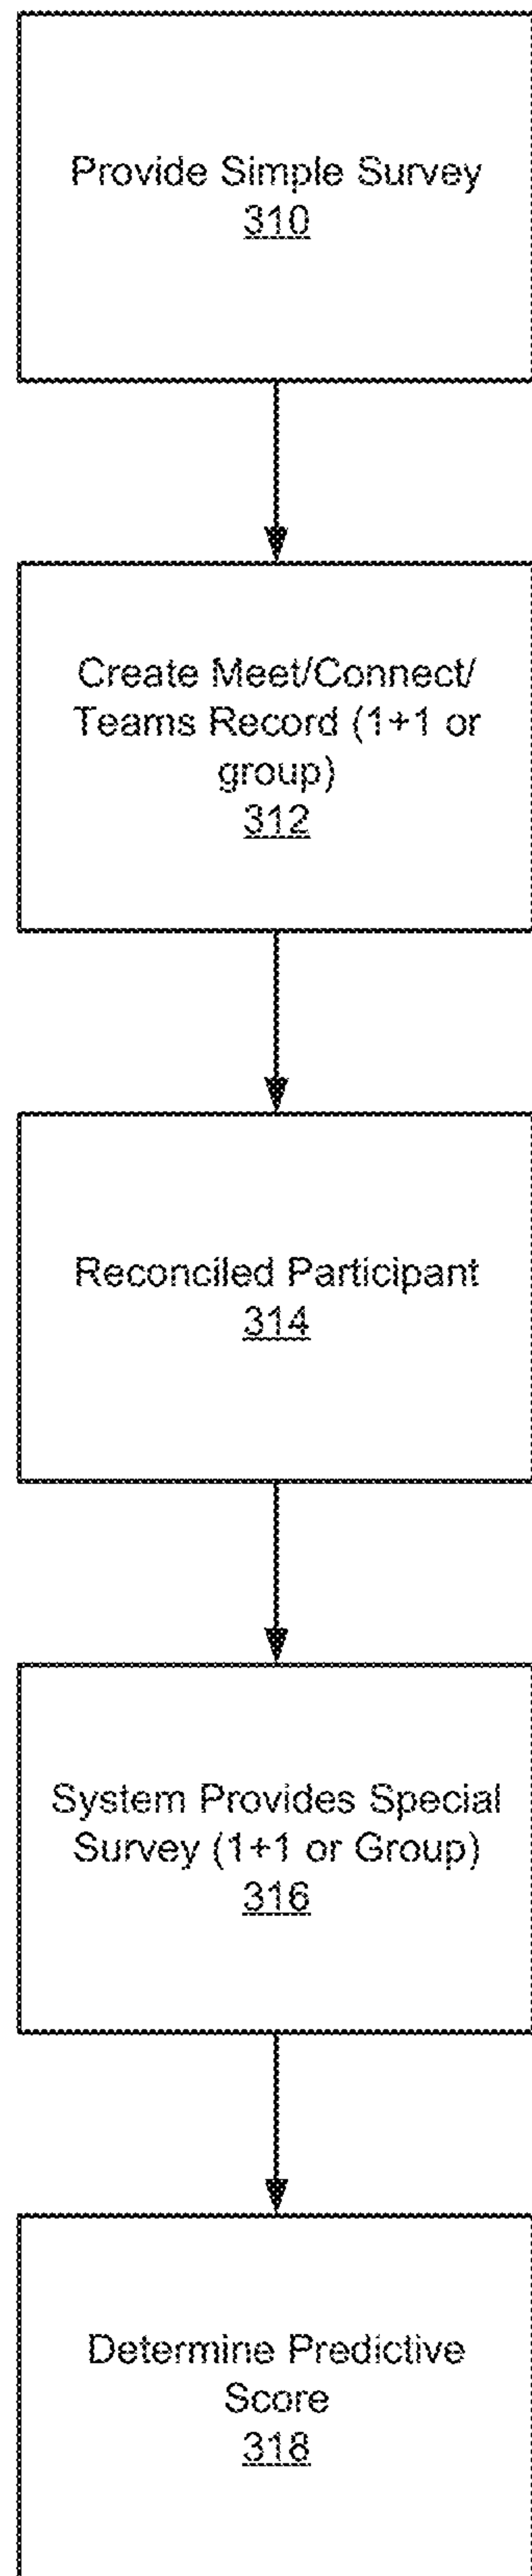 Provide Simple Survey
310
Create Meet/Connect/
Teams Record (1+1 or
group)
312
Reconciled Participant
314
System Provides Special
Survey (1+1 or Group)
316
Determine Predictive
Score
318